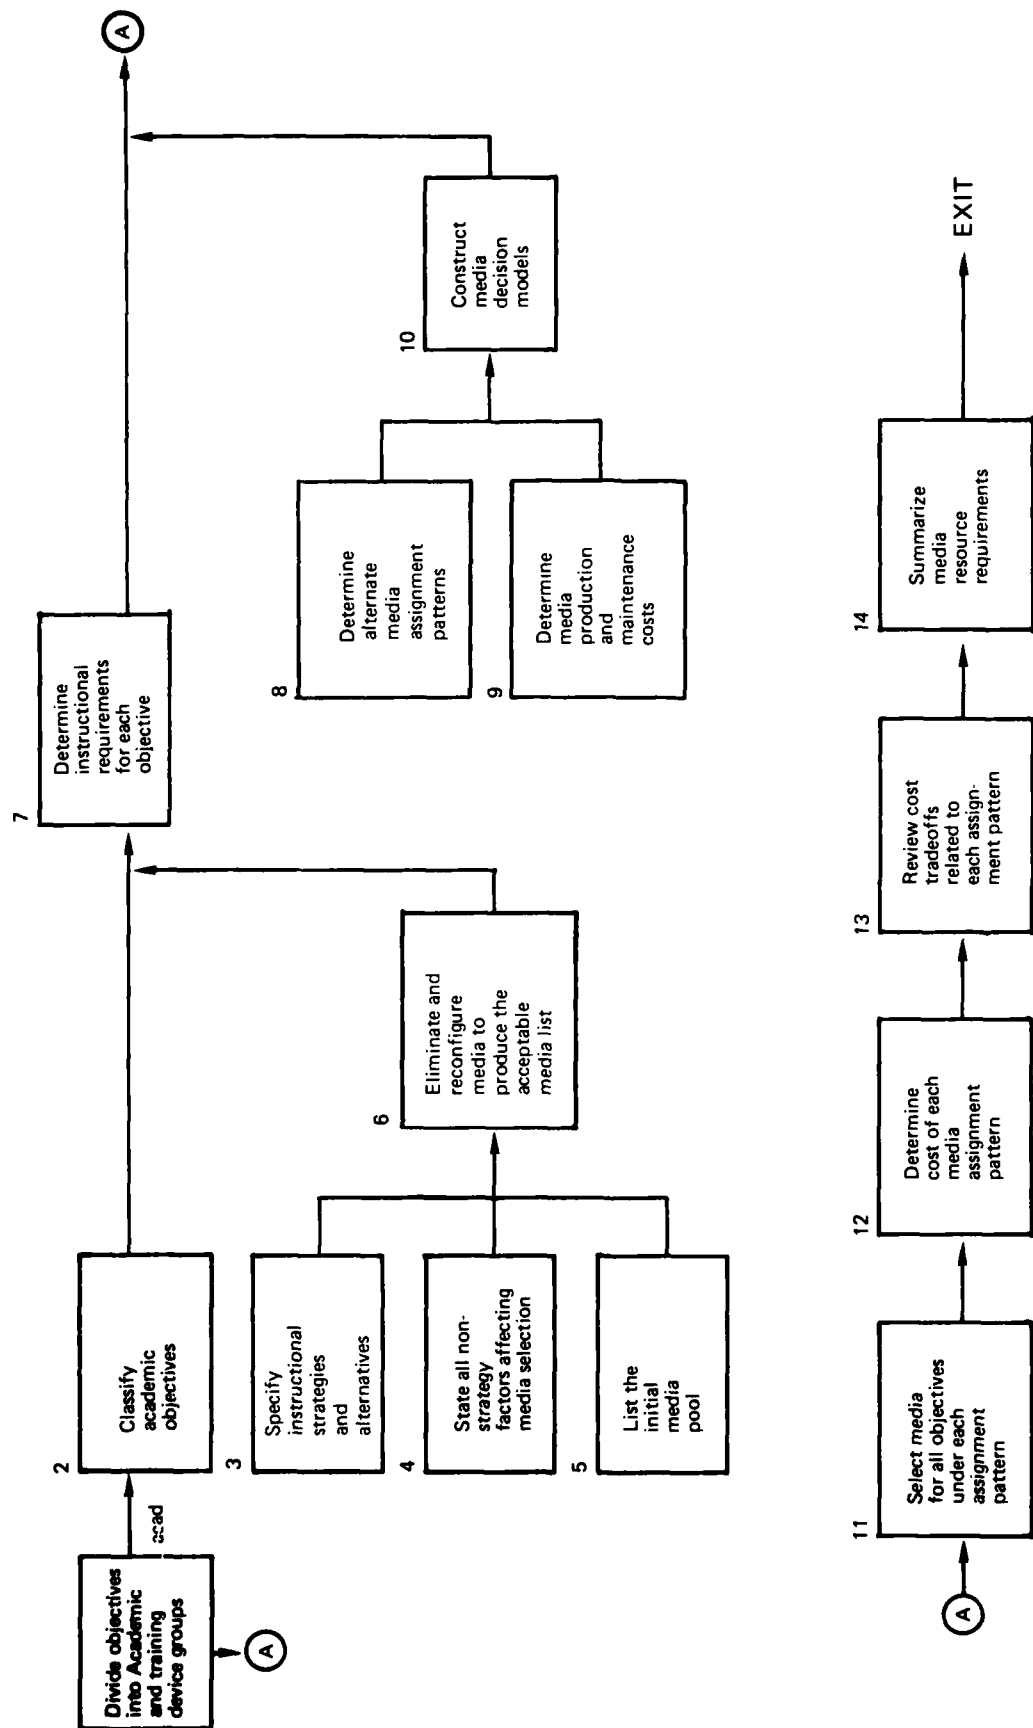 Divide objectives
into Academic
and training
device groups
acad
A
2
Classify
academic
objectives
3
Specify
instructional
strategies
and
alternatives
4
State all non-
strategy
factors affecting
media selection
5
List the
initial
media
pool
6
Eliminate and
reconfigure
media to
produce the
acceptable
media list
7
Determine
instructional
requirements
for each
objective
8
Determine
alternate
media
assignment
patterns
9
Determine
media
production
and
maintenance
costs
10
Construct
media
decision
models
A
A
11
Select media
for all objectives
under each
assignment
pattern
12
Determine
cost of each
media
assignment
pattern
13
Review cost
tradeoffs
related to
each assign-
ment pattern
14
Summarize
media
resource
requirements
EXIT